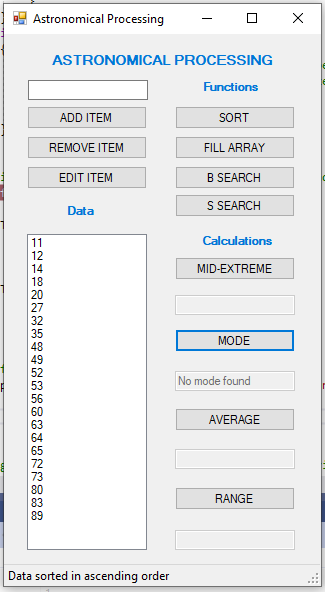 Astronomical Processing
ASTRONOMICAL PROCESSING
Functions
ADD ITEM
SORT
REMOVE ITEM
FILL ARRAY
EDIT ITEM
B SEARCH
S SEARCH
Data
11
12
14
18
20
27
32
35
48
49
52
53
56
60
63
64
65
72
73
80
83
89
Calculations
MID-EXTREME
MODE
No mode found
AVERAGE
RANGE
Data sorted in ascending order